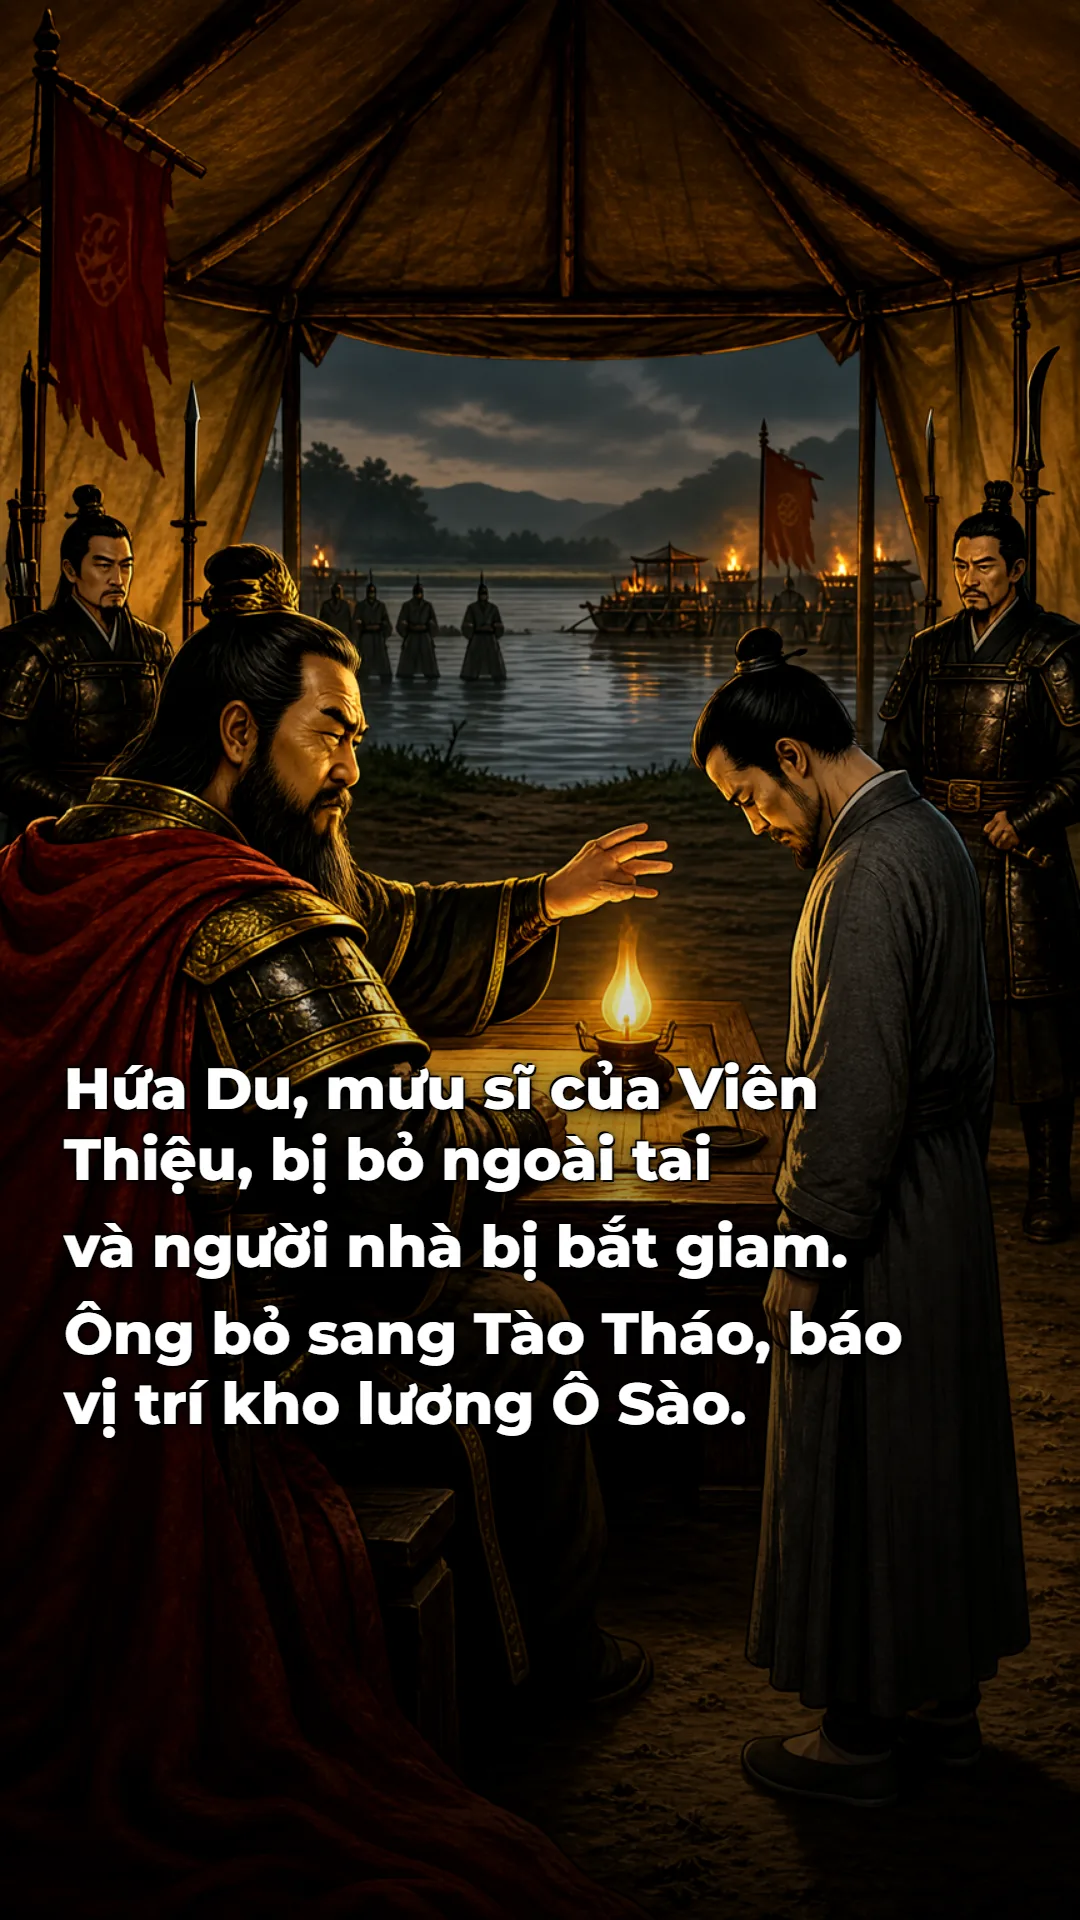 Hứa Du, mưu sĩ của Viên
Thiệu, bị bỏ ngoài tai
và người nhà bị bắt giam.
Ông bỏ sang Tào Tháo, báo
vị trí kho lương Ô Sào.